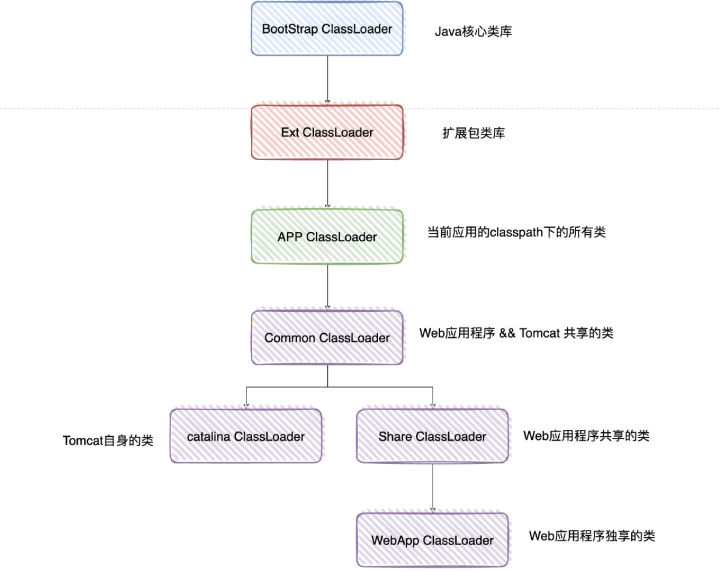 BootStrap ClassLoader
Java核心类库
Ext ClassLoader
扩展包类库
APP ClassLoader
当前应用的classpath下的所有类
Common ClassLoader
Web应用程序 && Tomcat 共享的类
Tomcat自身的类
catalina ClassLoader
Share ClassLoader
Web应用程序共享的类
WebApp ClassLoader
Web应用程序独享的类